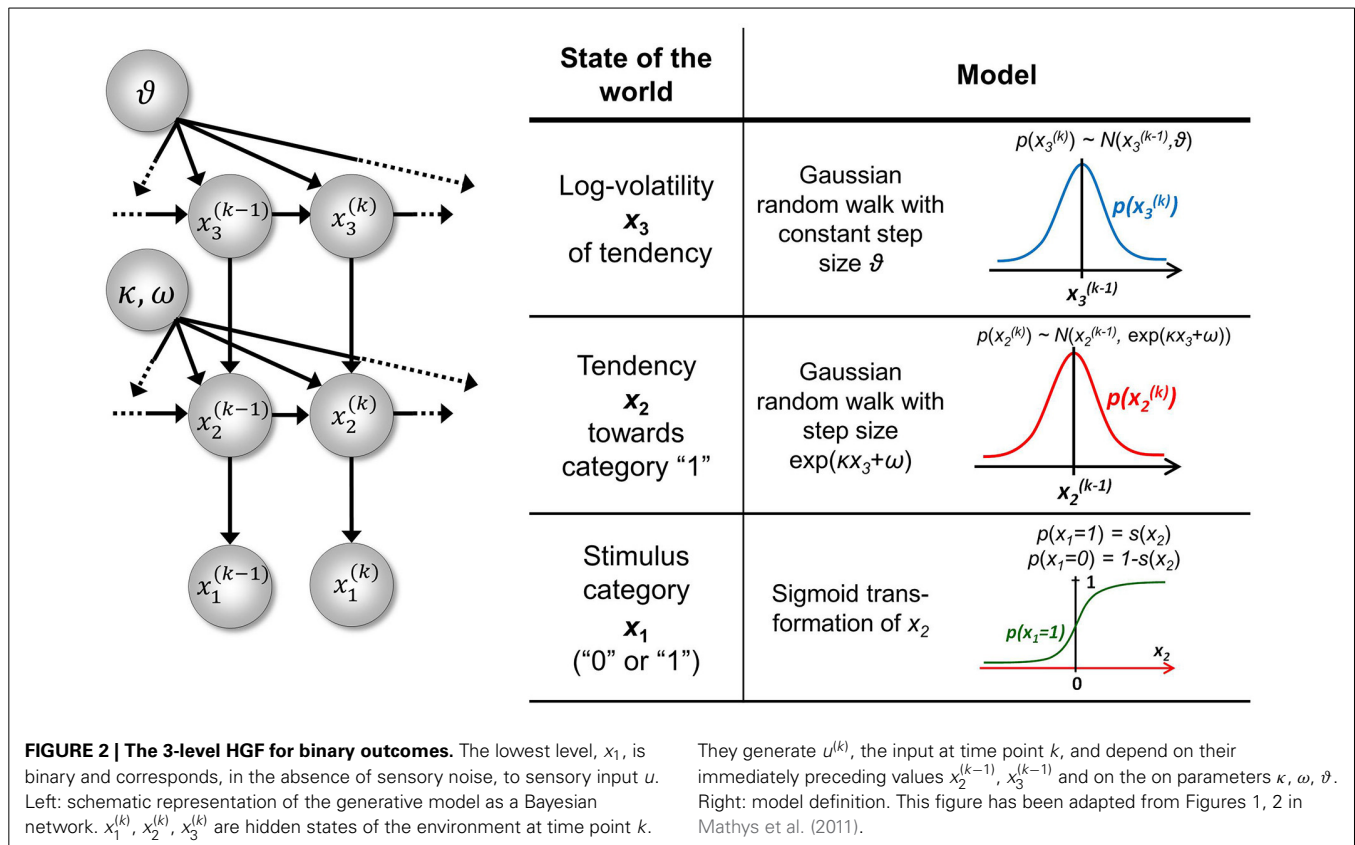 ϑ
x₃⁽ᵏ⁻¹⁾ x₃⁽ᵏ⁾
κ, ω
x₂⁽ᵏ⁻¹⁾ x₂⁽ᵏ⁾
x₁⁽ᵏ⁻¹⁾ x₁⁽ᵏ⁾
State of the
world
Model
Log-volatility
x₃
of tendency
Gaussian
random walk with
constant step
size ϑ
p(x₃⁽ᵏ⁾) ~ N(x₃⁽ᵏ⁻¹⁾,ϑ)
p(x₃⁽ᵏ⁾)
x₃⁽ᵏ⁻¹⁾
Tendency
x₂
towards
category “1”
Gaussian
random walk with
step size
exp(κx₃+ω)
p(x₂⁽ᵏ⁾) ~ N(x₂⁽ᵏ⁻¹⁾, exp(κx₃+ω))
p(x₂⁽ᵏ⁾)
x₂⁽ᵏ⁻¹⁾
Stimulus
category
x₁
(“0” or “1”)
Sigmoid trans-
formation of x₂
p(x₁=1) = s(x₂)
p(x₁=0) = 1-s(x₂)
1
p(x₁=1)
x₂
0
FIGURE 2 | The 3-level HGF for binary outcomes. The lowest level, x₁, is
binary and corresponds, in the absence of sensory noise, to sensory input u.
Left: schematic representation of the generative model as a Bayesian
network. x₁⁽ᵏ⁾, x₂⁽ᵏ⁾, x₃⁽ᵏ⁾ are hidden states of the environment at time point k.
They generate u⁽ᵏ⁾, the input at time point k, and depend on their
immediately preceding values x₂⁽ᵏ⁻¹⁾, x₃⁽ᵏ⁻¹⁾ and on the on parameters κ, ω, ϑ.
Right: model definition. This figure has been adapted from Figures 1, 2 in
Mathys et al. (2011).